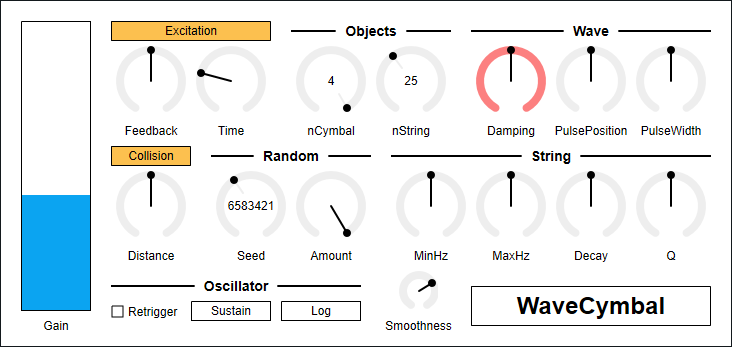 Excitation
Objects
Wave
4
25
Feedback
Time
nCymbal
nString
Damping
PulsePosition
PulseWidth
Collision
Random
String
6583421
Distance
Seed
Amount
MinHz
MaxHz
Decay
Q
Oscillator
Retrigger
Sustain
Log
WaveCymbal
Gain
Smoothness